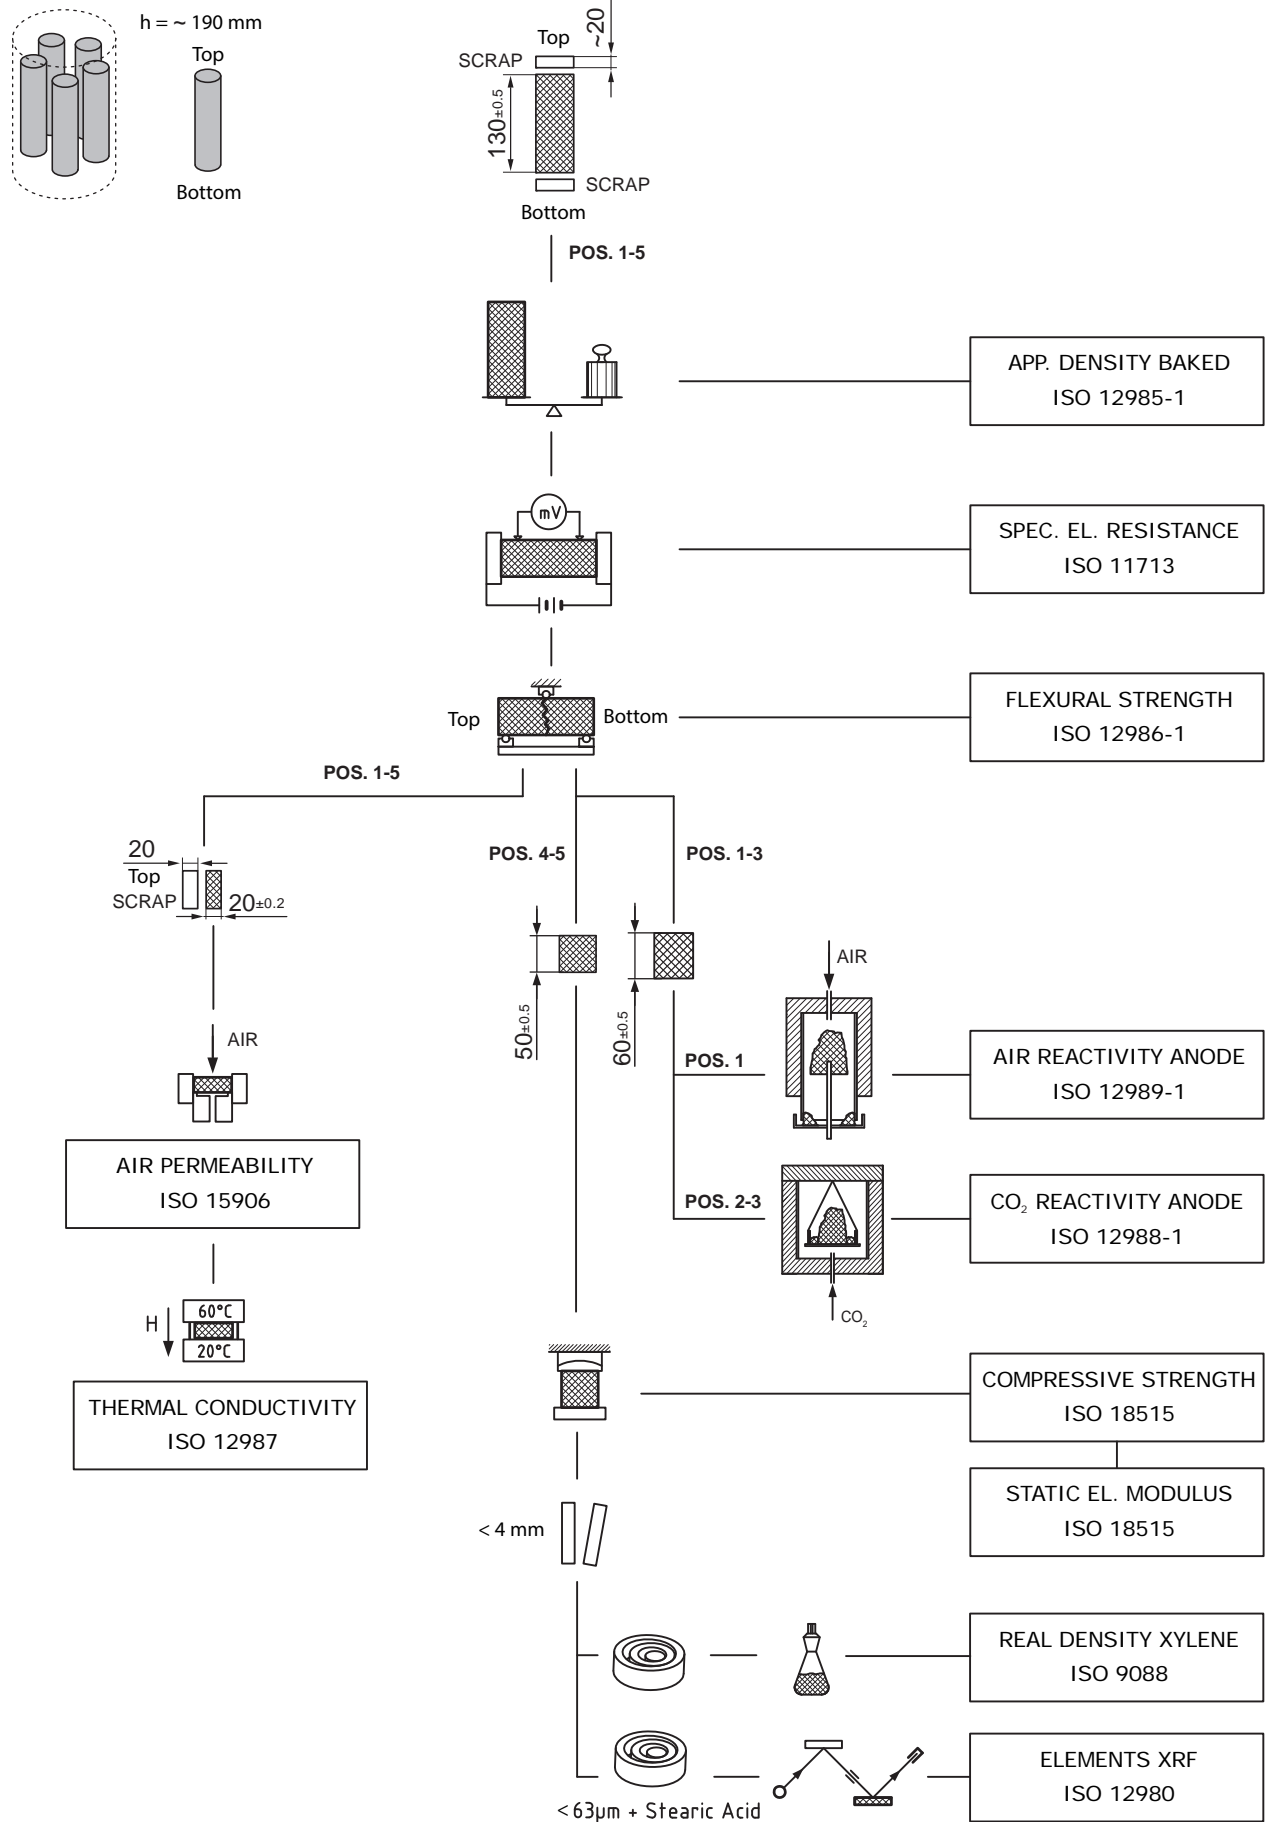 h = ~ 190 mm
Top
Bottom
Top
~20
SCRAP
130±0.5
SCRAP
Bottom
POS. 1-5
APP. DENSITY BAKED
ISO 12985-1
mV
SPEC. EL. RESISTANCE
ISO 11713
Top
Bottom
FLEXURAL STRENGTH
ISO 12986-1
POS. 1-5
POS. 4-5
POS. 1-3
20
Top
SCRAP
20±0.2
50±0.5
60±0.5
AIR
AIR
POS. 1
AIR REACTIVITY ANODE
ISO 12989-1
AIR PERMEABILITY
ISO 15906
POS. 2-3
CO₂ REACTIVITY ANODE
ISO 12988-1
CO₂
H
60°C
20°C
THERMAL CONDUCTIVITY
ISO 12987
COMPRESSIVE STRENGTH
ISO 18515
STATIC EL. MODULUS
ISO 18515
< 4 mm
REAL DENSITY XYLENE
ISO 9088
ELEMENTS XRF
ISO 12980
<63µm + Stearic Acid